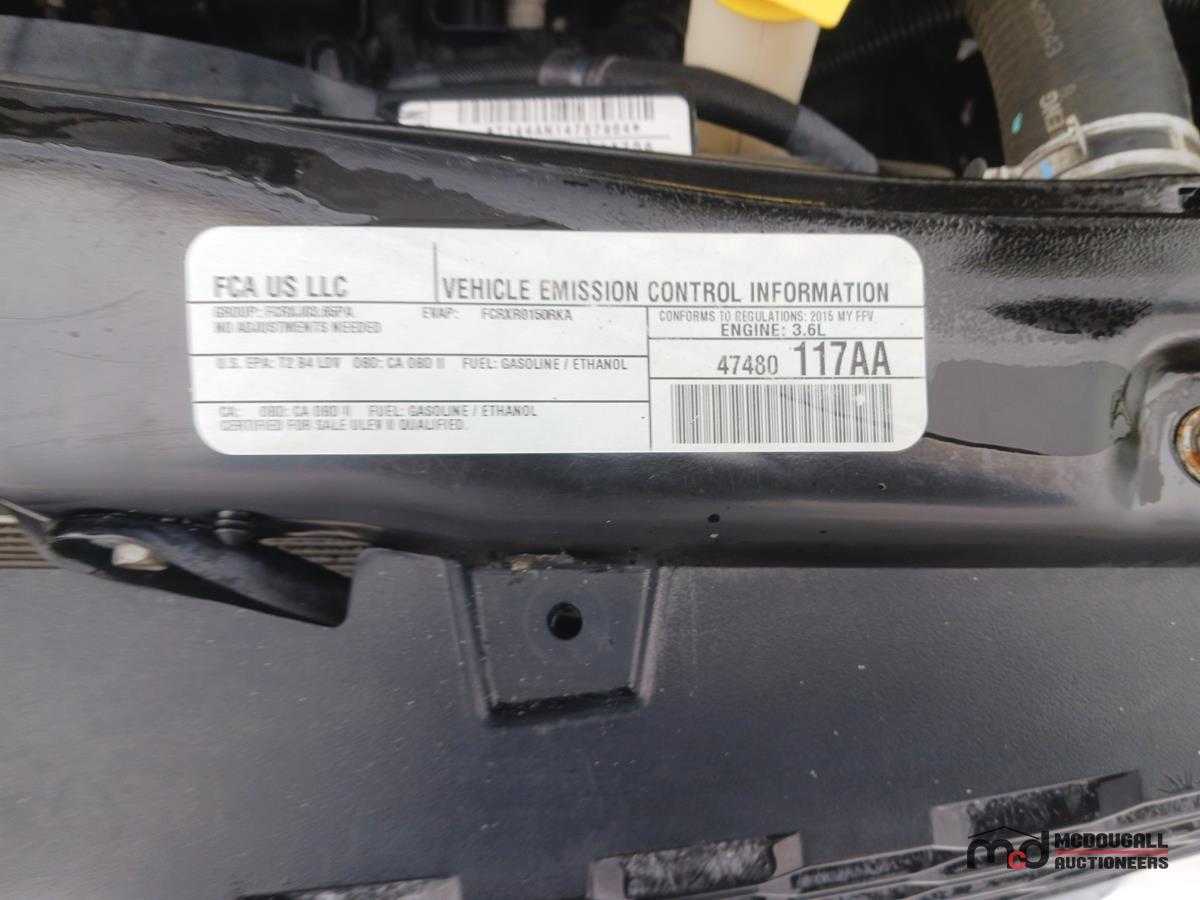 FCA US LLC
VEHICLE EMISSION CONTROL INFORMATION
GROUP:
EVAP: FCRXR0150RKA
NO ADJUSTMENTS NEEDED
CONFORMS TO REGULATIONS: 2015 MY FFV
ENGINE: 3.6L
U.S. EPA: T2 B4 LDV OBD: CA OBD II FUEL: GASOLINE / ETHANOL
47480 117AA
CA: OBD: CA OBD II FUEL: GASOLINE / ETHANOL
CERTIFIED FOR SALE ULEV II QUALIFIED.
mcd
MCDOUGALL
AUCTIONEERS